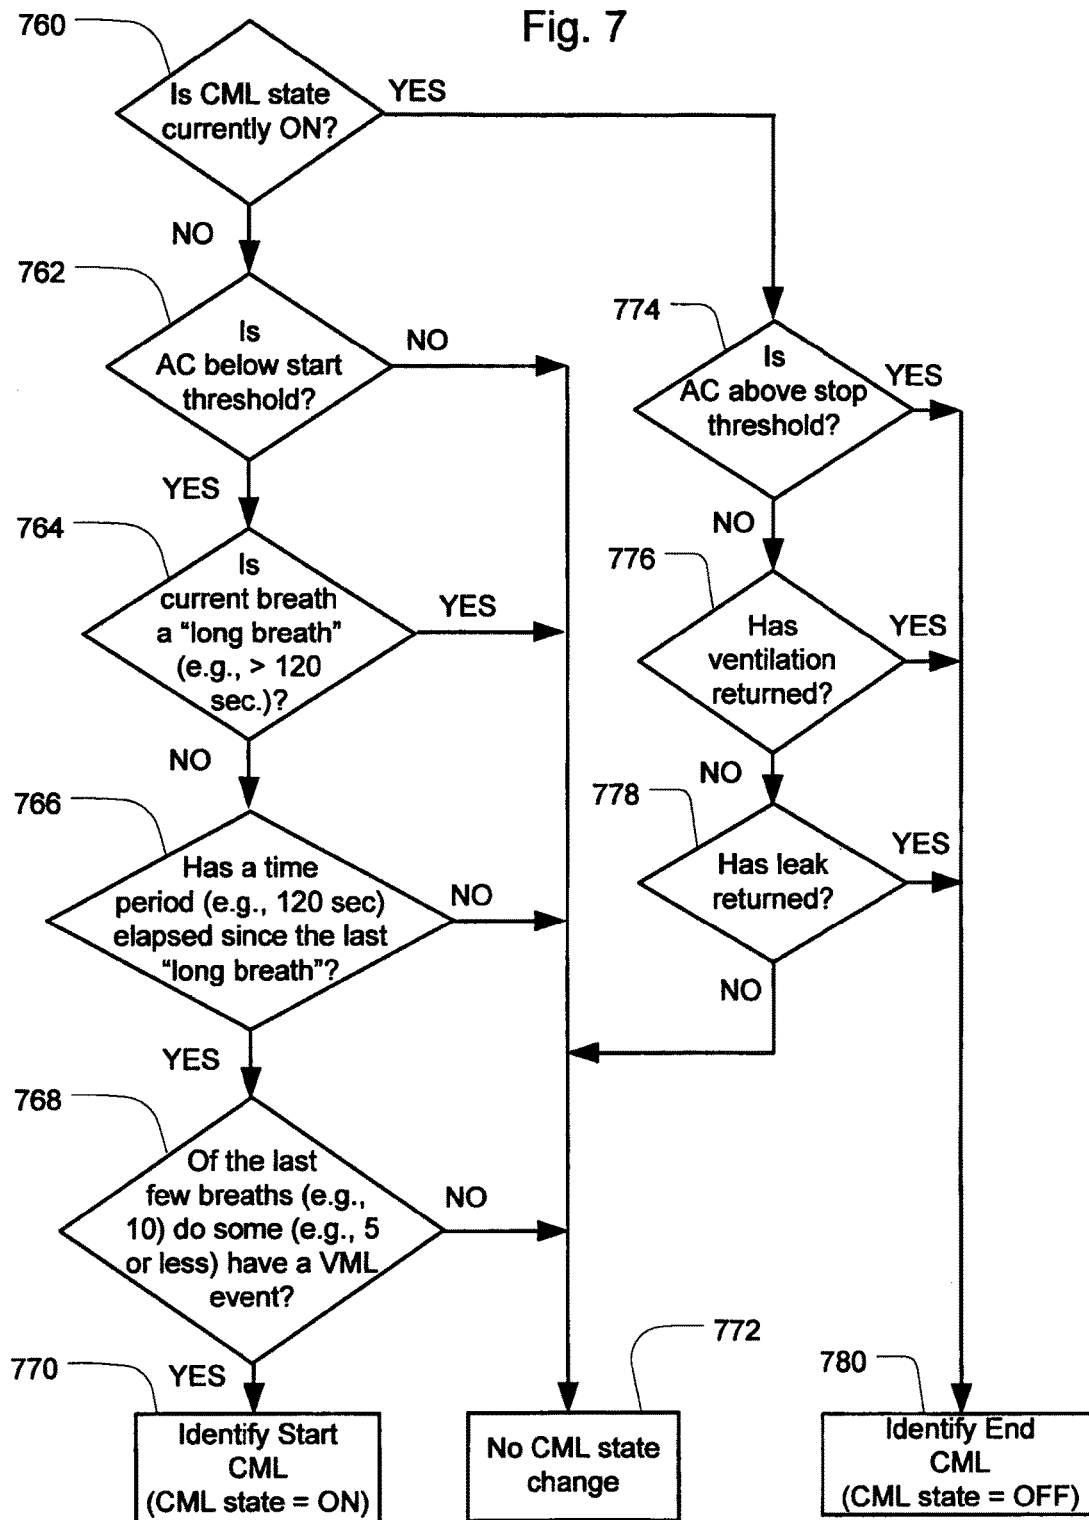 Fig. 7
760
Is CML state
currently ON?
YES
NO
762
Is
AC below start
threshold?
NO
YES
764
Is
current breath
a "long breath"
(e.g., > 120
sec.)?
YES
NO
766
Has a time
period (e.g., 120 sec)
elapsed since the last
"long breath"?
NO
YES
768
Of the last
few breaths (e.g.,
10) do some (e.g., 5
or less) have a VML
event?
NO
YES
770
Identify Start
CML
(CML state = ON)
772
No CML state
change
774
Is
AC above stop
threshold?
YES
NO
776
Has
ventilation
returned?
YES
NO
778
Has leak
returned?
YES
NO
780
Identify End
CML
(CML state = OFF)